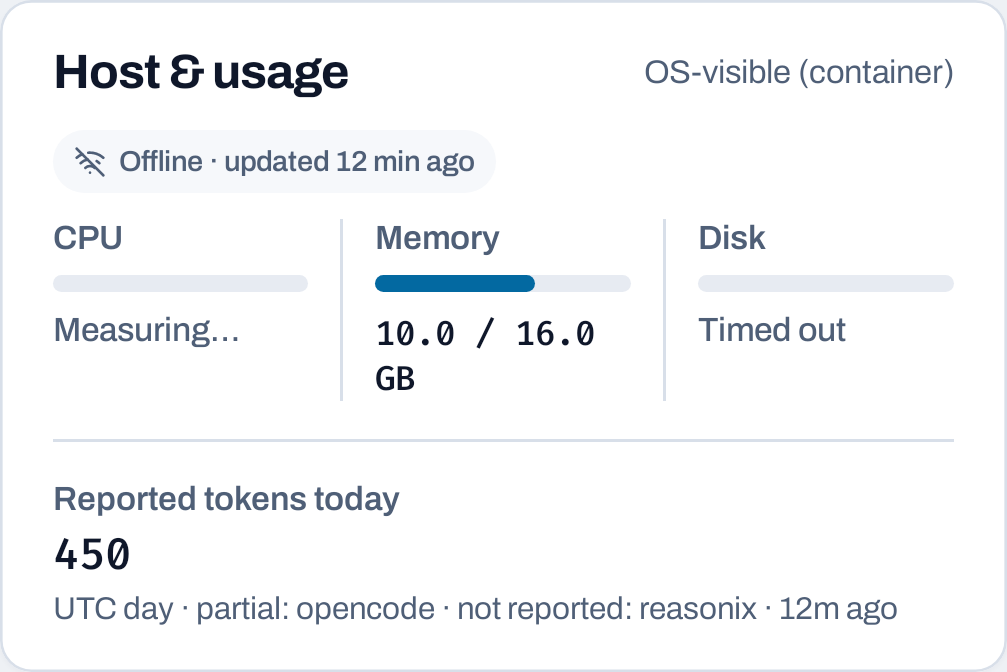 Host & usage
OS-visible (container)
Offline · updated 12 min ago
CPU
Measuring…
Memory
10.0 / 16.0
GB
Disk
Timed out
Reported tokens today
450
UTC day · partial: opencode · not reported: reasonix · 12m ago